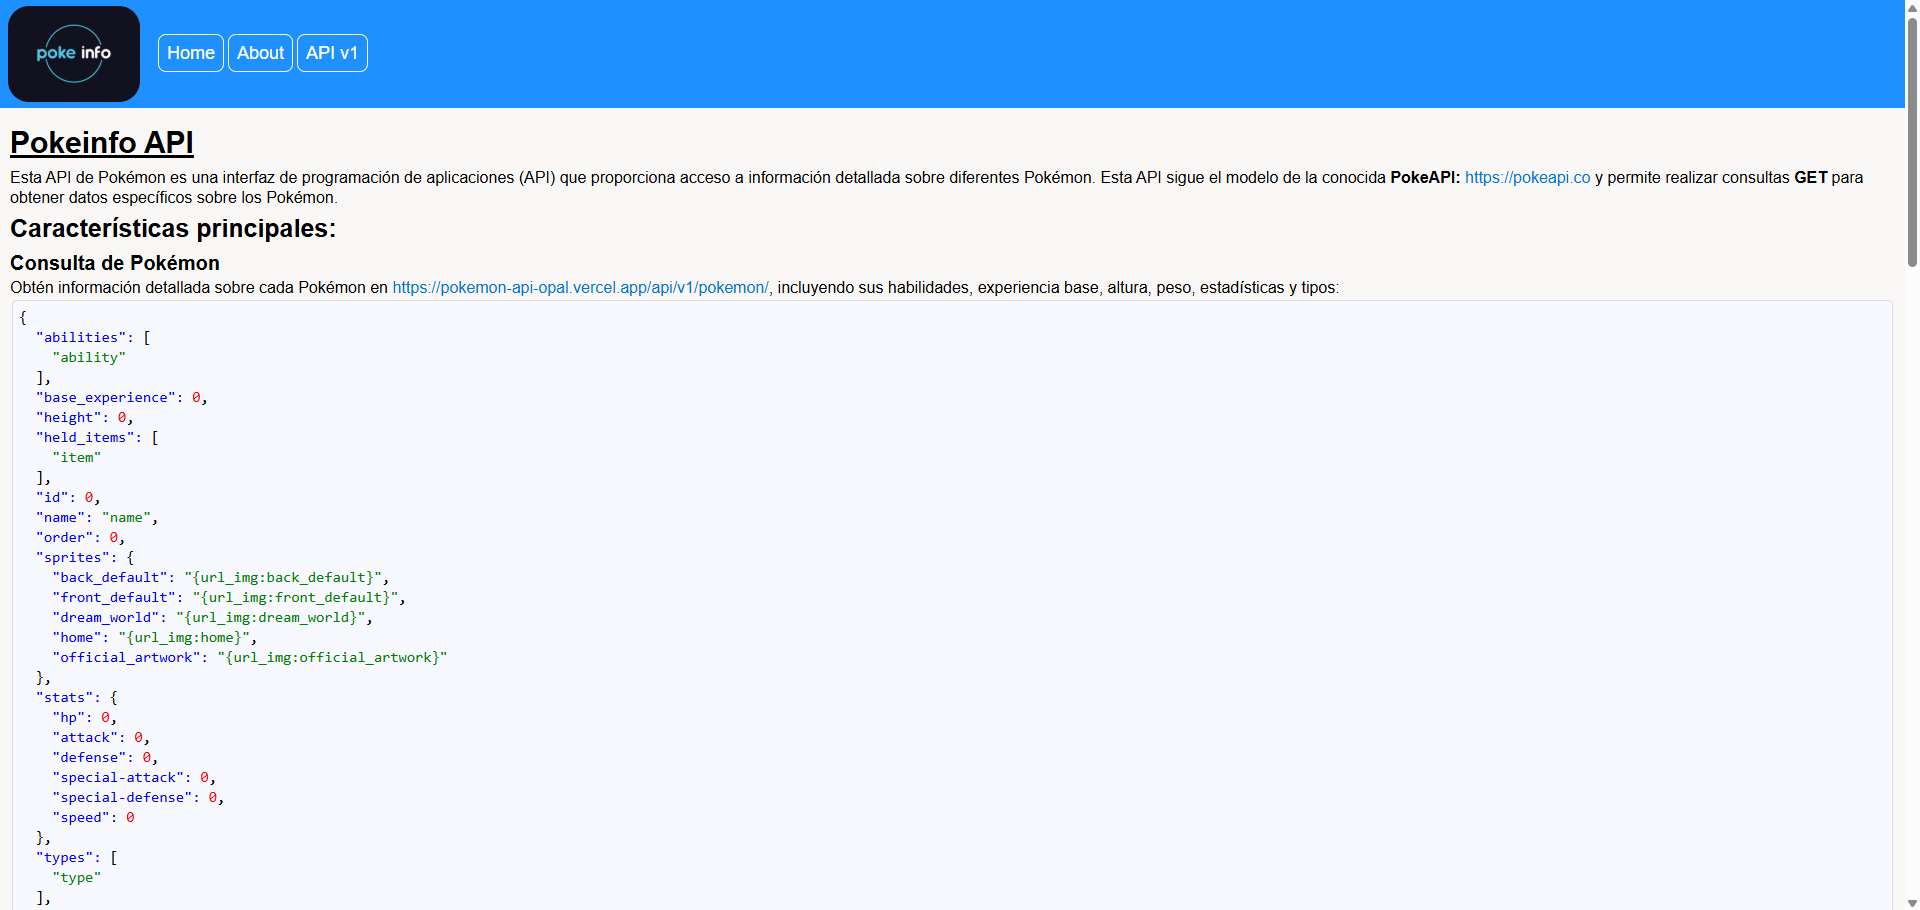 poke info
Home About API v1
Pokeinfo API
Esta API de Pokémon es una interfaz de programación de aplicaciones (API) que proporciona acceso a información detallada sobre diferentes Pokémon. Esta API sigue el modelo de la conocida PokeAPI: https://pokeapi.co y permite realizar consultas GET para
obtener datos específicos sobre los Pokémon.
Características principales:
Consulta de Pokémon
Obtén información detallada sobre cada Pokémon en https://pokemon-api-opal.vercel.app/api/v1/pokemon/, incluyendo sus habilidades, experiencia base, altura, peso, estadísticas y tipos:
{
  "abilities": [
    "ability"
  ],
  "base_experience": 0,
  "height": 0,
  "held_items": [
    "item"
  ],
  "id": 0,
  "name": "name",
  "order": 0,
  "sprites": {
    "back_default": "{url_img:back_default}",
    "front_default": "{url_img:front_default}",
    "dream_world": "{url_img:dream_world}",
    "home": "{url_img:home}",
    "official_artwork": "{url_img:official_artwork}"
  },
  "stats": {
    "hp": 0,
    "attack": 0,
    "defense": 0,
    "special-attack": 0,
    "special-defense": 0,
    "speed": 0
  },
  "types": [
    "type"
  ],